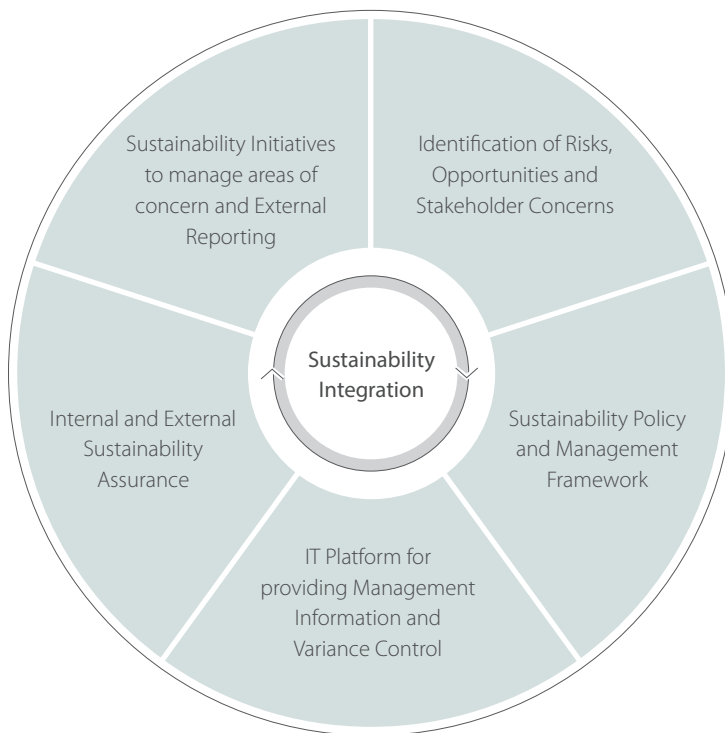 Sustainability Initiatives
to manage areas of
concern and External
Reporting
Identification of Risks,
Opportunities and
Stakeholder Concerns
Sustainability
Integration
Internal and External
Sustainability
Assurance
Sustainability Policy
and Management
Framework
IT Platform for
providing Management
Information and
Variance Control